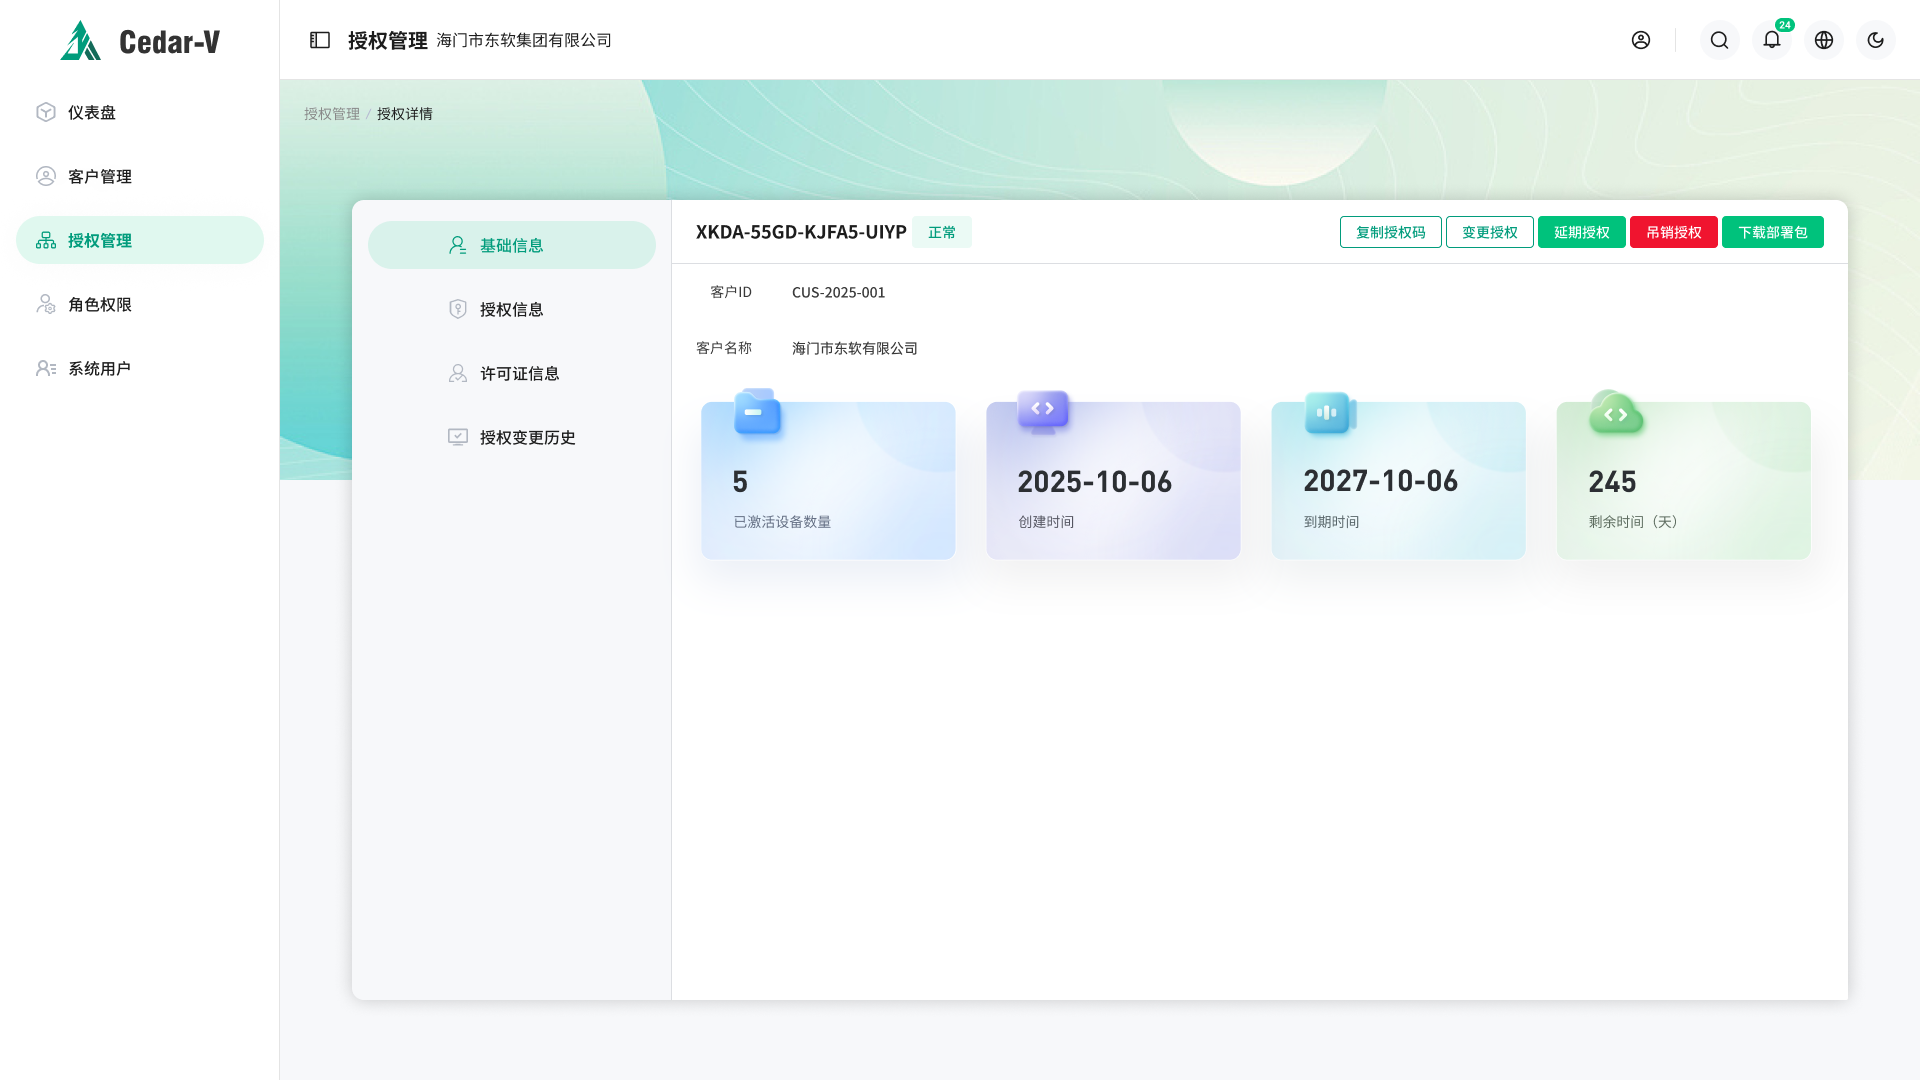 Cedar-V
仪表盘
客户管理
授权管理
角色权限
系统用户
授权管理 海门市东软集团有限公司
24
授权管理 / 授权详情
基础信息
授权信息
许可证信息
授权变更历史
XKDA-55GD-KJFA5-UIYP 正常 复制授权码 变更授权 延期授权 吊销授权 下载部署包
客户ID CUS-2025-001
客户名称 海门市东软有限公司
5
已激活设备数量
2025-10-06
创建时间
2027-10-06
到期时间
245
剩余时间（天）